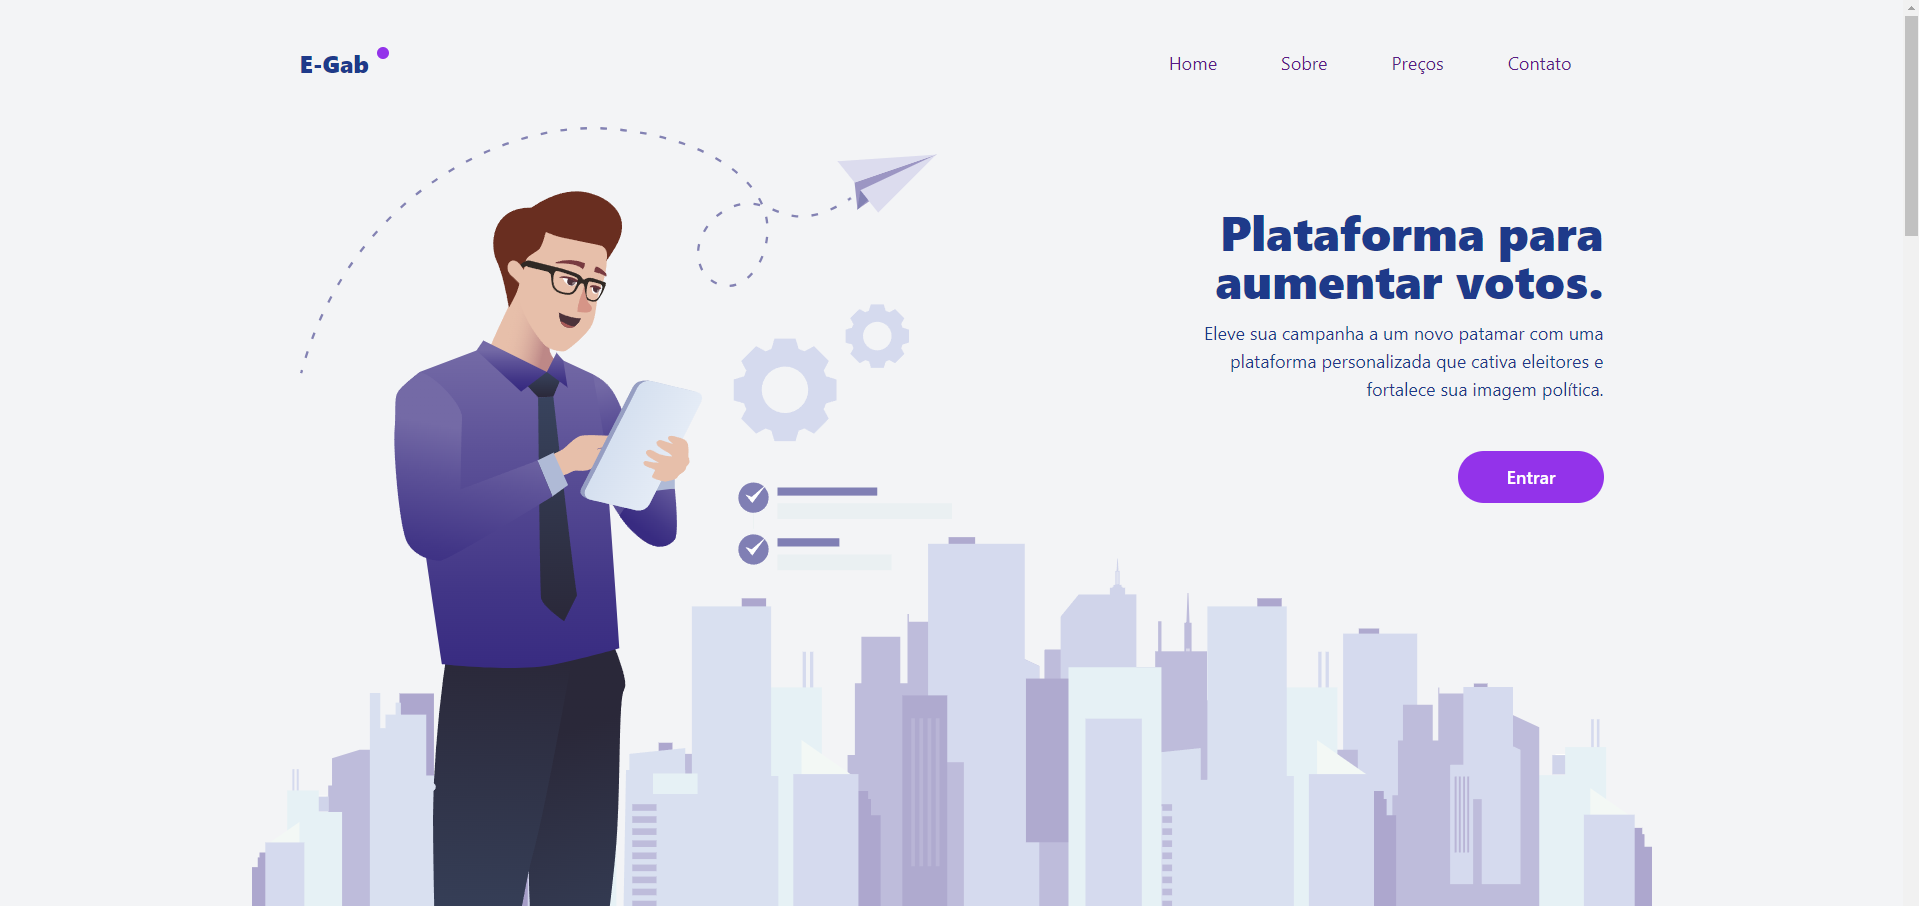 E-Gab
Home
Sobre
Preços
Contato
Plataforma para
aumentar votos.
Eleve sua campanha a um novo patamar com uma
plataforma personalizada que cativa eleitores e
fortalece sua imagem política.
Entrar